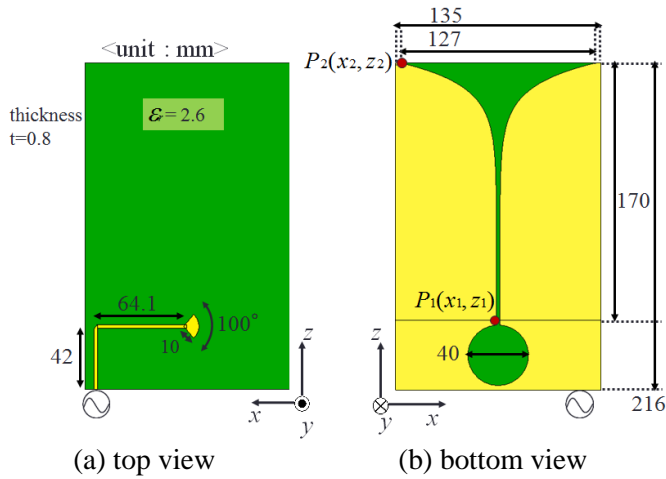 <unit : mm>
thickness
t=0.8
εr = 2.6
64.1
100°
10
42
z
x
y
(a) top view
135
127
P2(x2, z2)
170
P1(x1, z1)
40
216
z
y
x
(b) bottom view